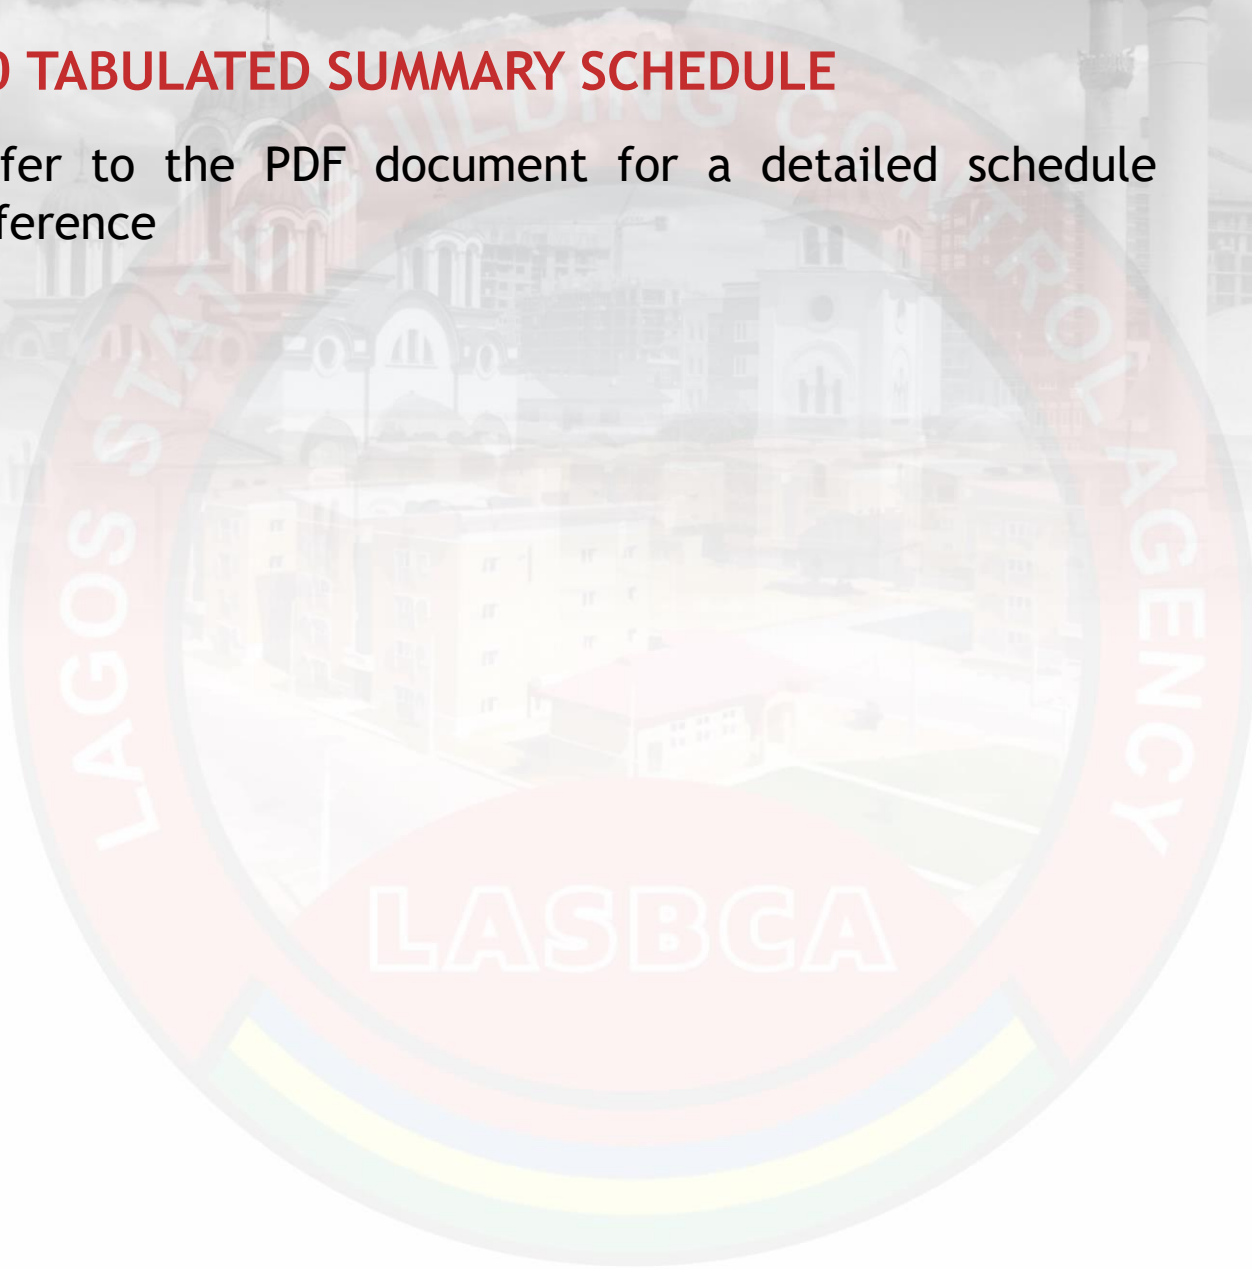 0 TABULATED SUMMARY SCHEDULE
fer to the PDF document for a detailed schedule
ference
LAGOS STATE BUILDING CONTROL AGENCY
LASBCA